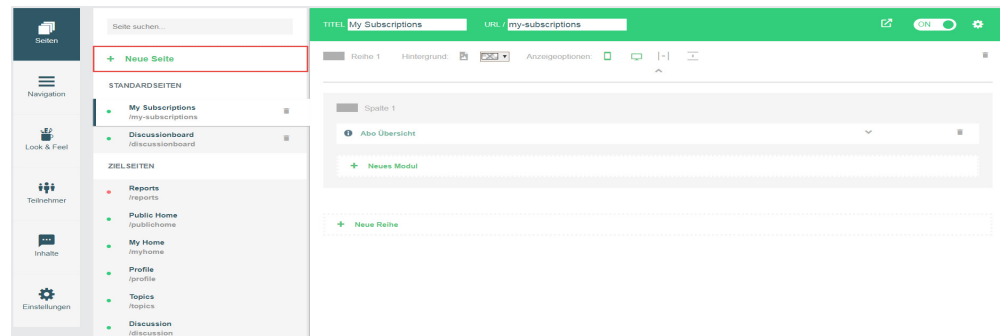 Seiten
Navigation
Look & Feel
Teilnehmer
Inhalte
Einstellungen
Seite suchen...
+ Neue Seite
STANDARDSEITEN
My Subscriptions
/my-subscriptions
Discussionboard
/discussionboard
ZIELSEITEN
Reports
/reports
Public Home
/publichome
My Home
/myhome
Profile
/profile
Topics
/topics
Discussion
/discussion
TITEL My Subscriptions URL / my-subscriptions ON
Reihe 1 Hintergrund: Anzeigeoptionen:
Spalte 1
Abo Übersicht
+ Neues Modul
+ Neue Reihe